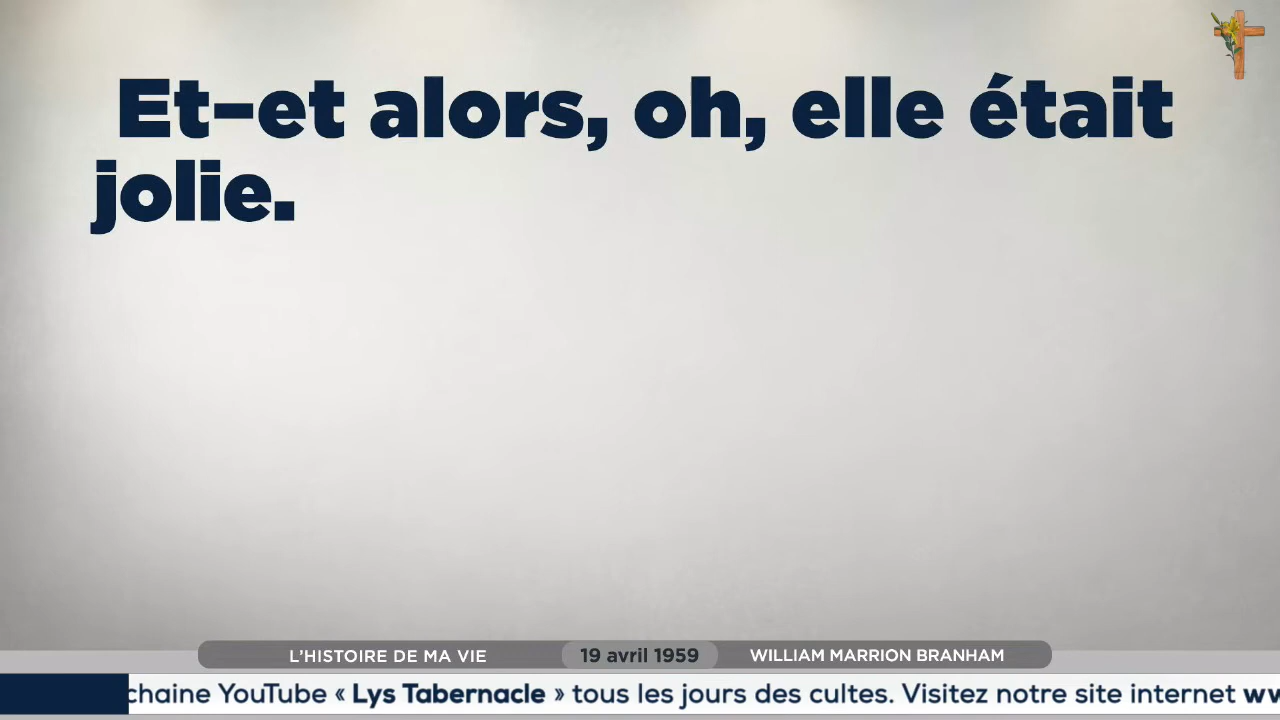 Et–et alors, oh, elle était
jolie.
L'HISTOIRE DE MA VIE 19 avril 1959 WILLIAM MARRION BRANHAM
chaine YouTube « Lys Tabernacle » tous les jours des cultes. Visitez notre site internet